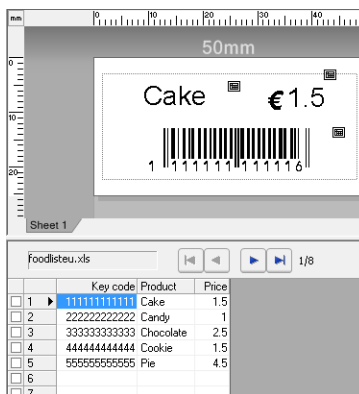 mm 0 10 20 30 40
50mm
0
Cake €1.5
10
1 111111 111116
20
Sheet 1
foodlisteu.xls 1/8
Key code Product Price
1 111111111111 Cake 1.5
2 222222222222 Candy 1
3 333333333333 Chocolate 2.5
4 444444444444 Cookie 1.5
5 555555555555 Pie 4.5
6
7